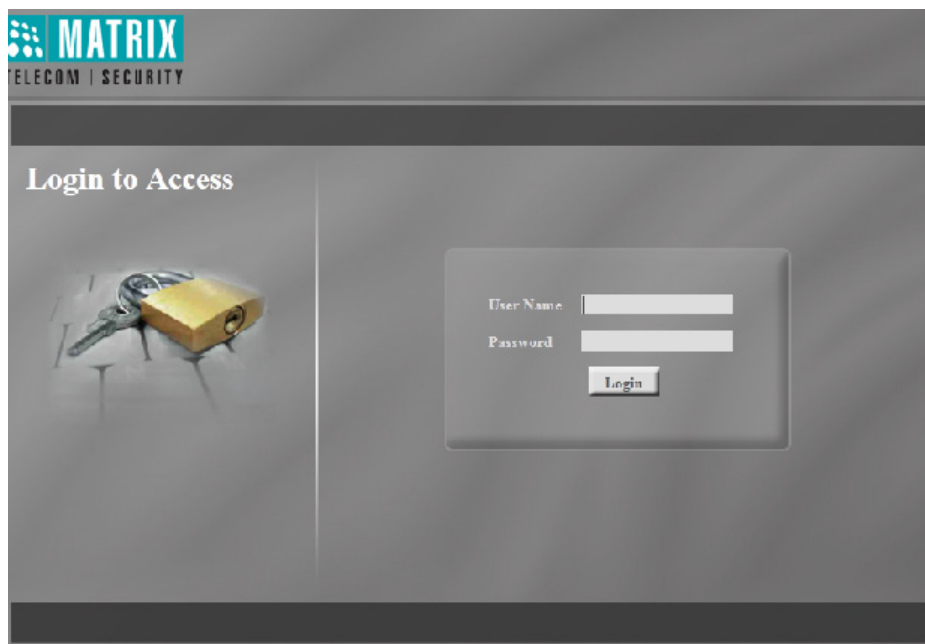 MATRIX
TELECOM | SECURITY
Login to Access
User Name
Password
Login